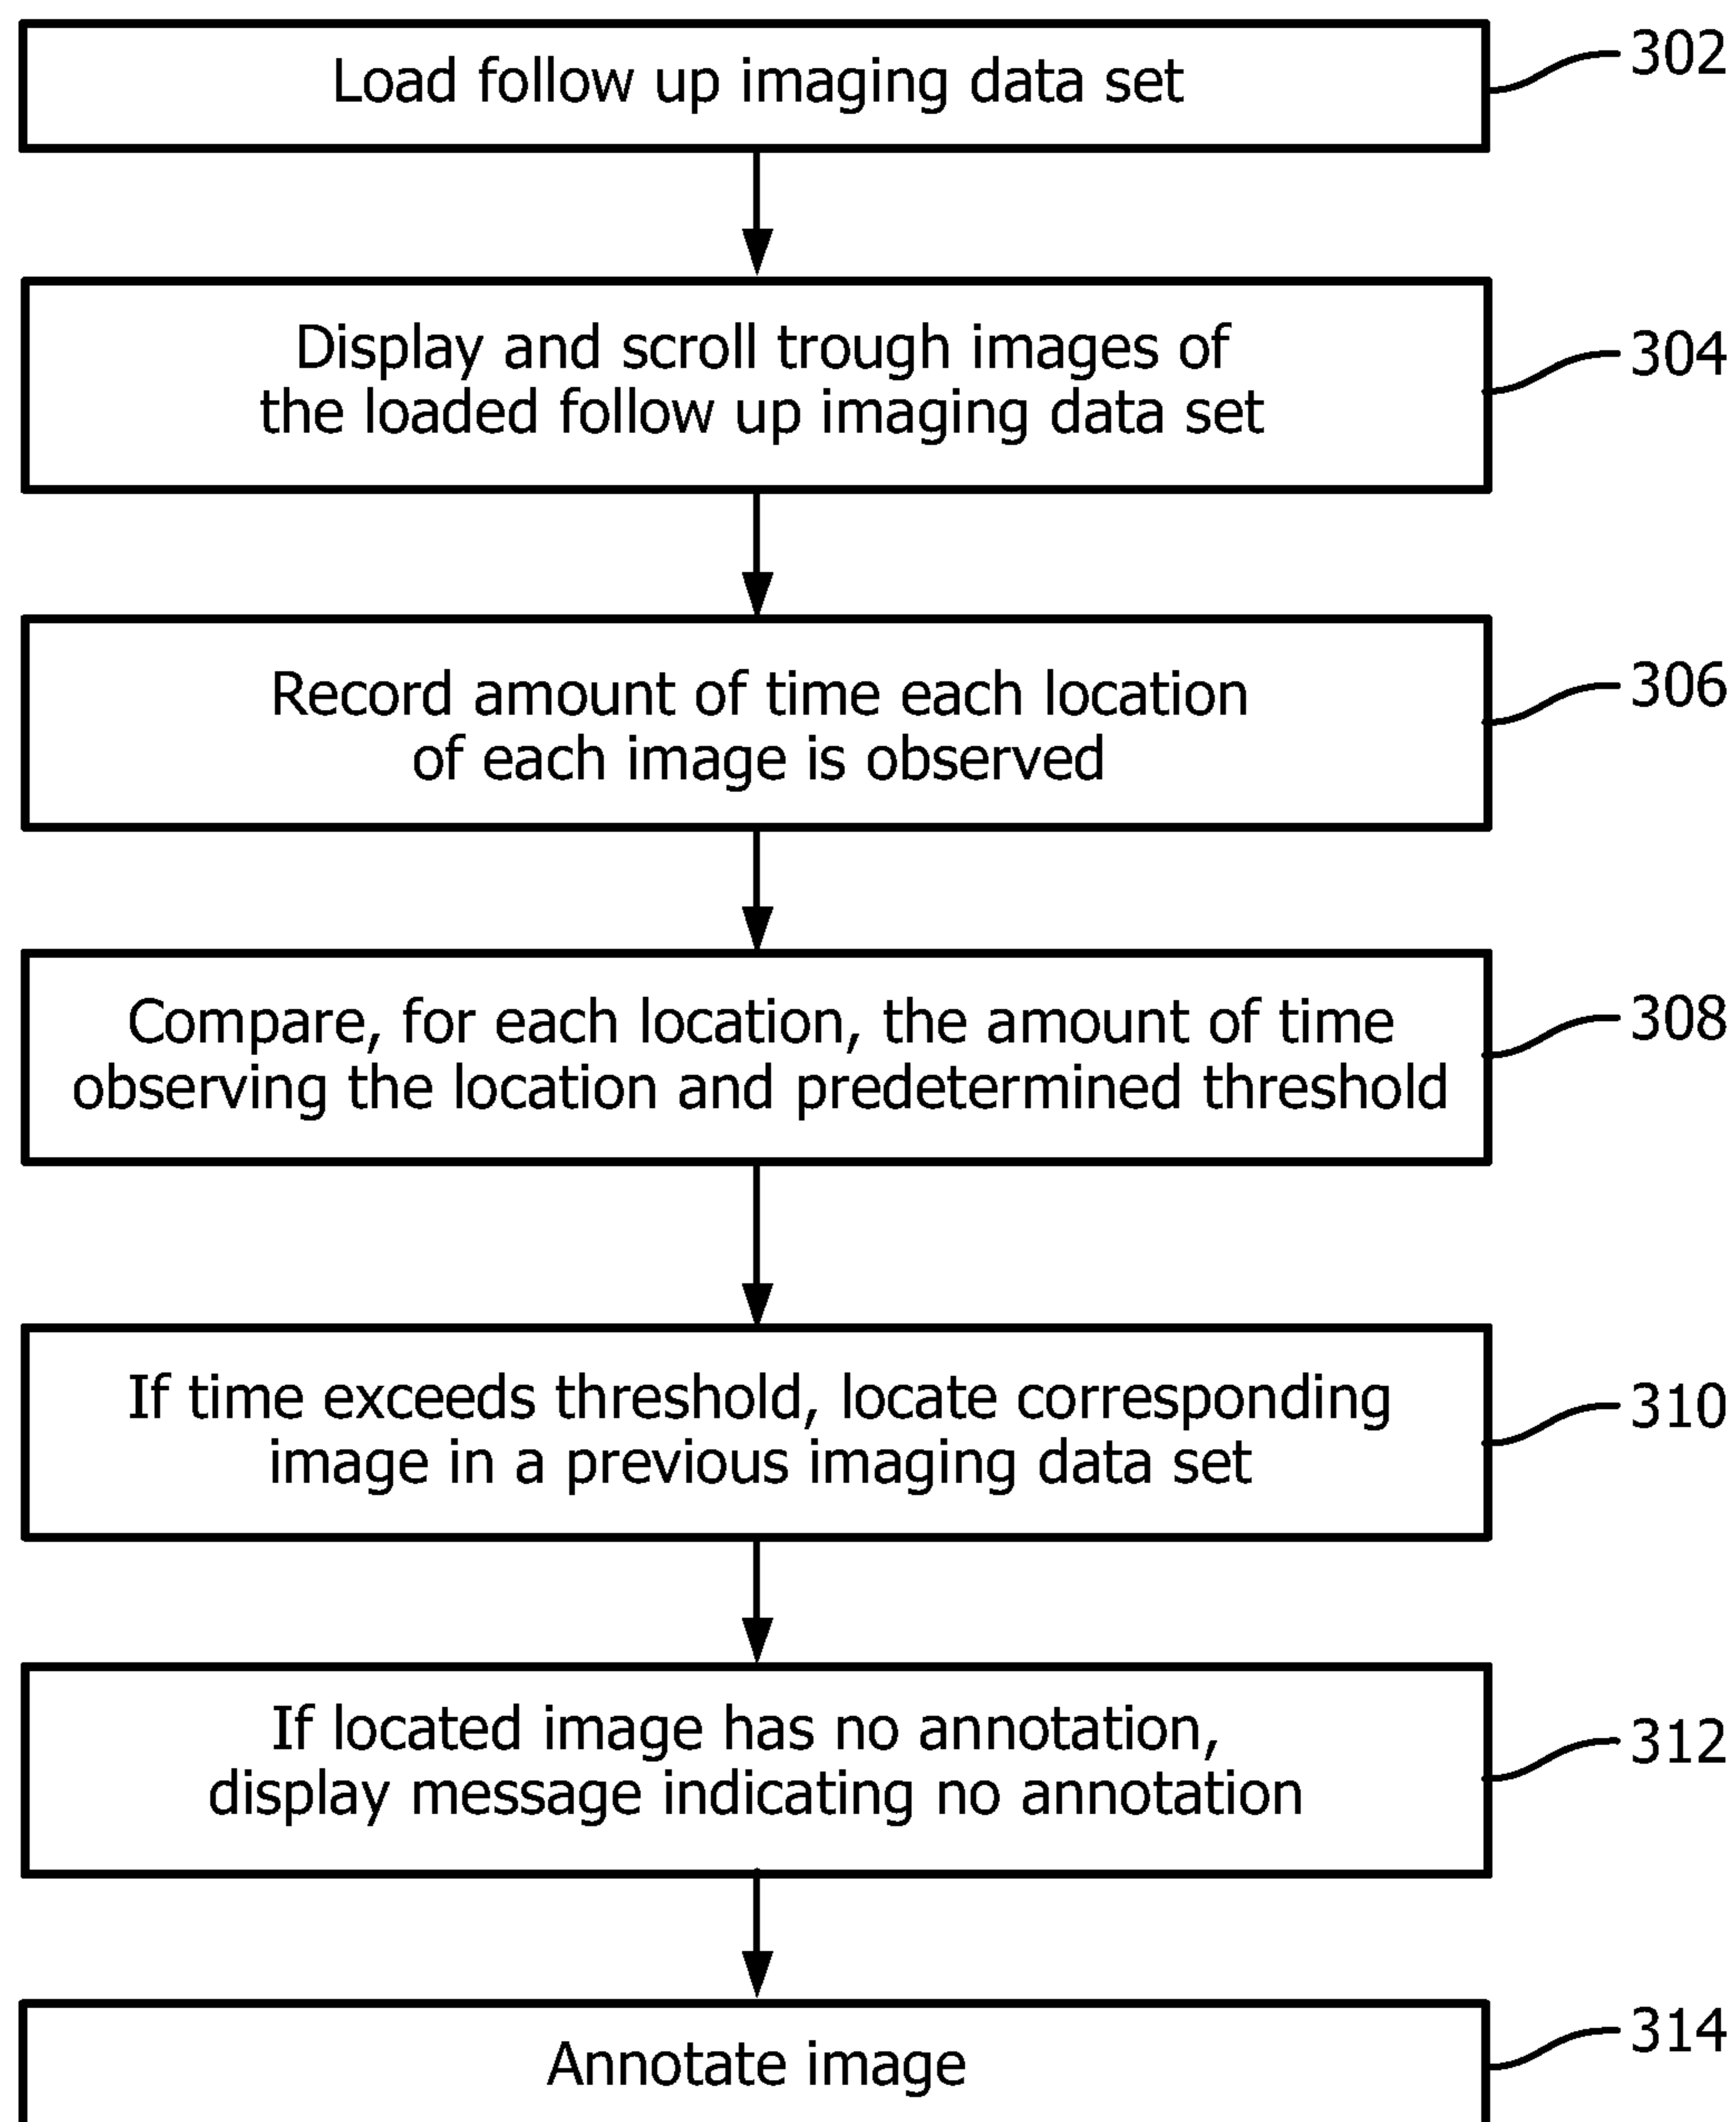 Load follow up imaging data set
302
Display and scroll trough images of
the loaded follow up imaging data set
304
Record amount of time each location
of each image is observed
306
Compare, for each location, the amount of time
observing the location and predetermined threshold
308
If time exceeds threshold, locate corresponding
image in a previous imaging data set
310
If located image has no annotation,
display message indicating no annotation
312
Annotate image
314